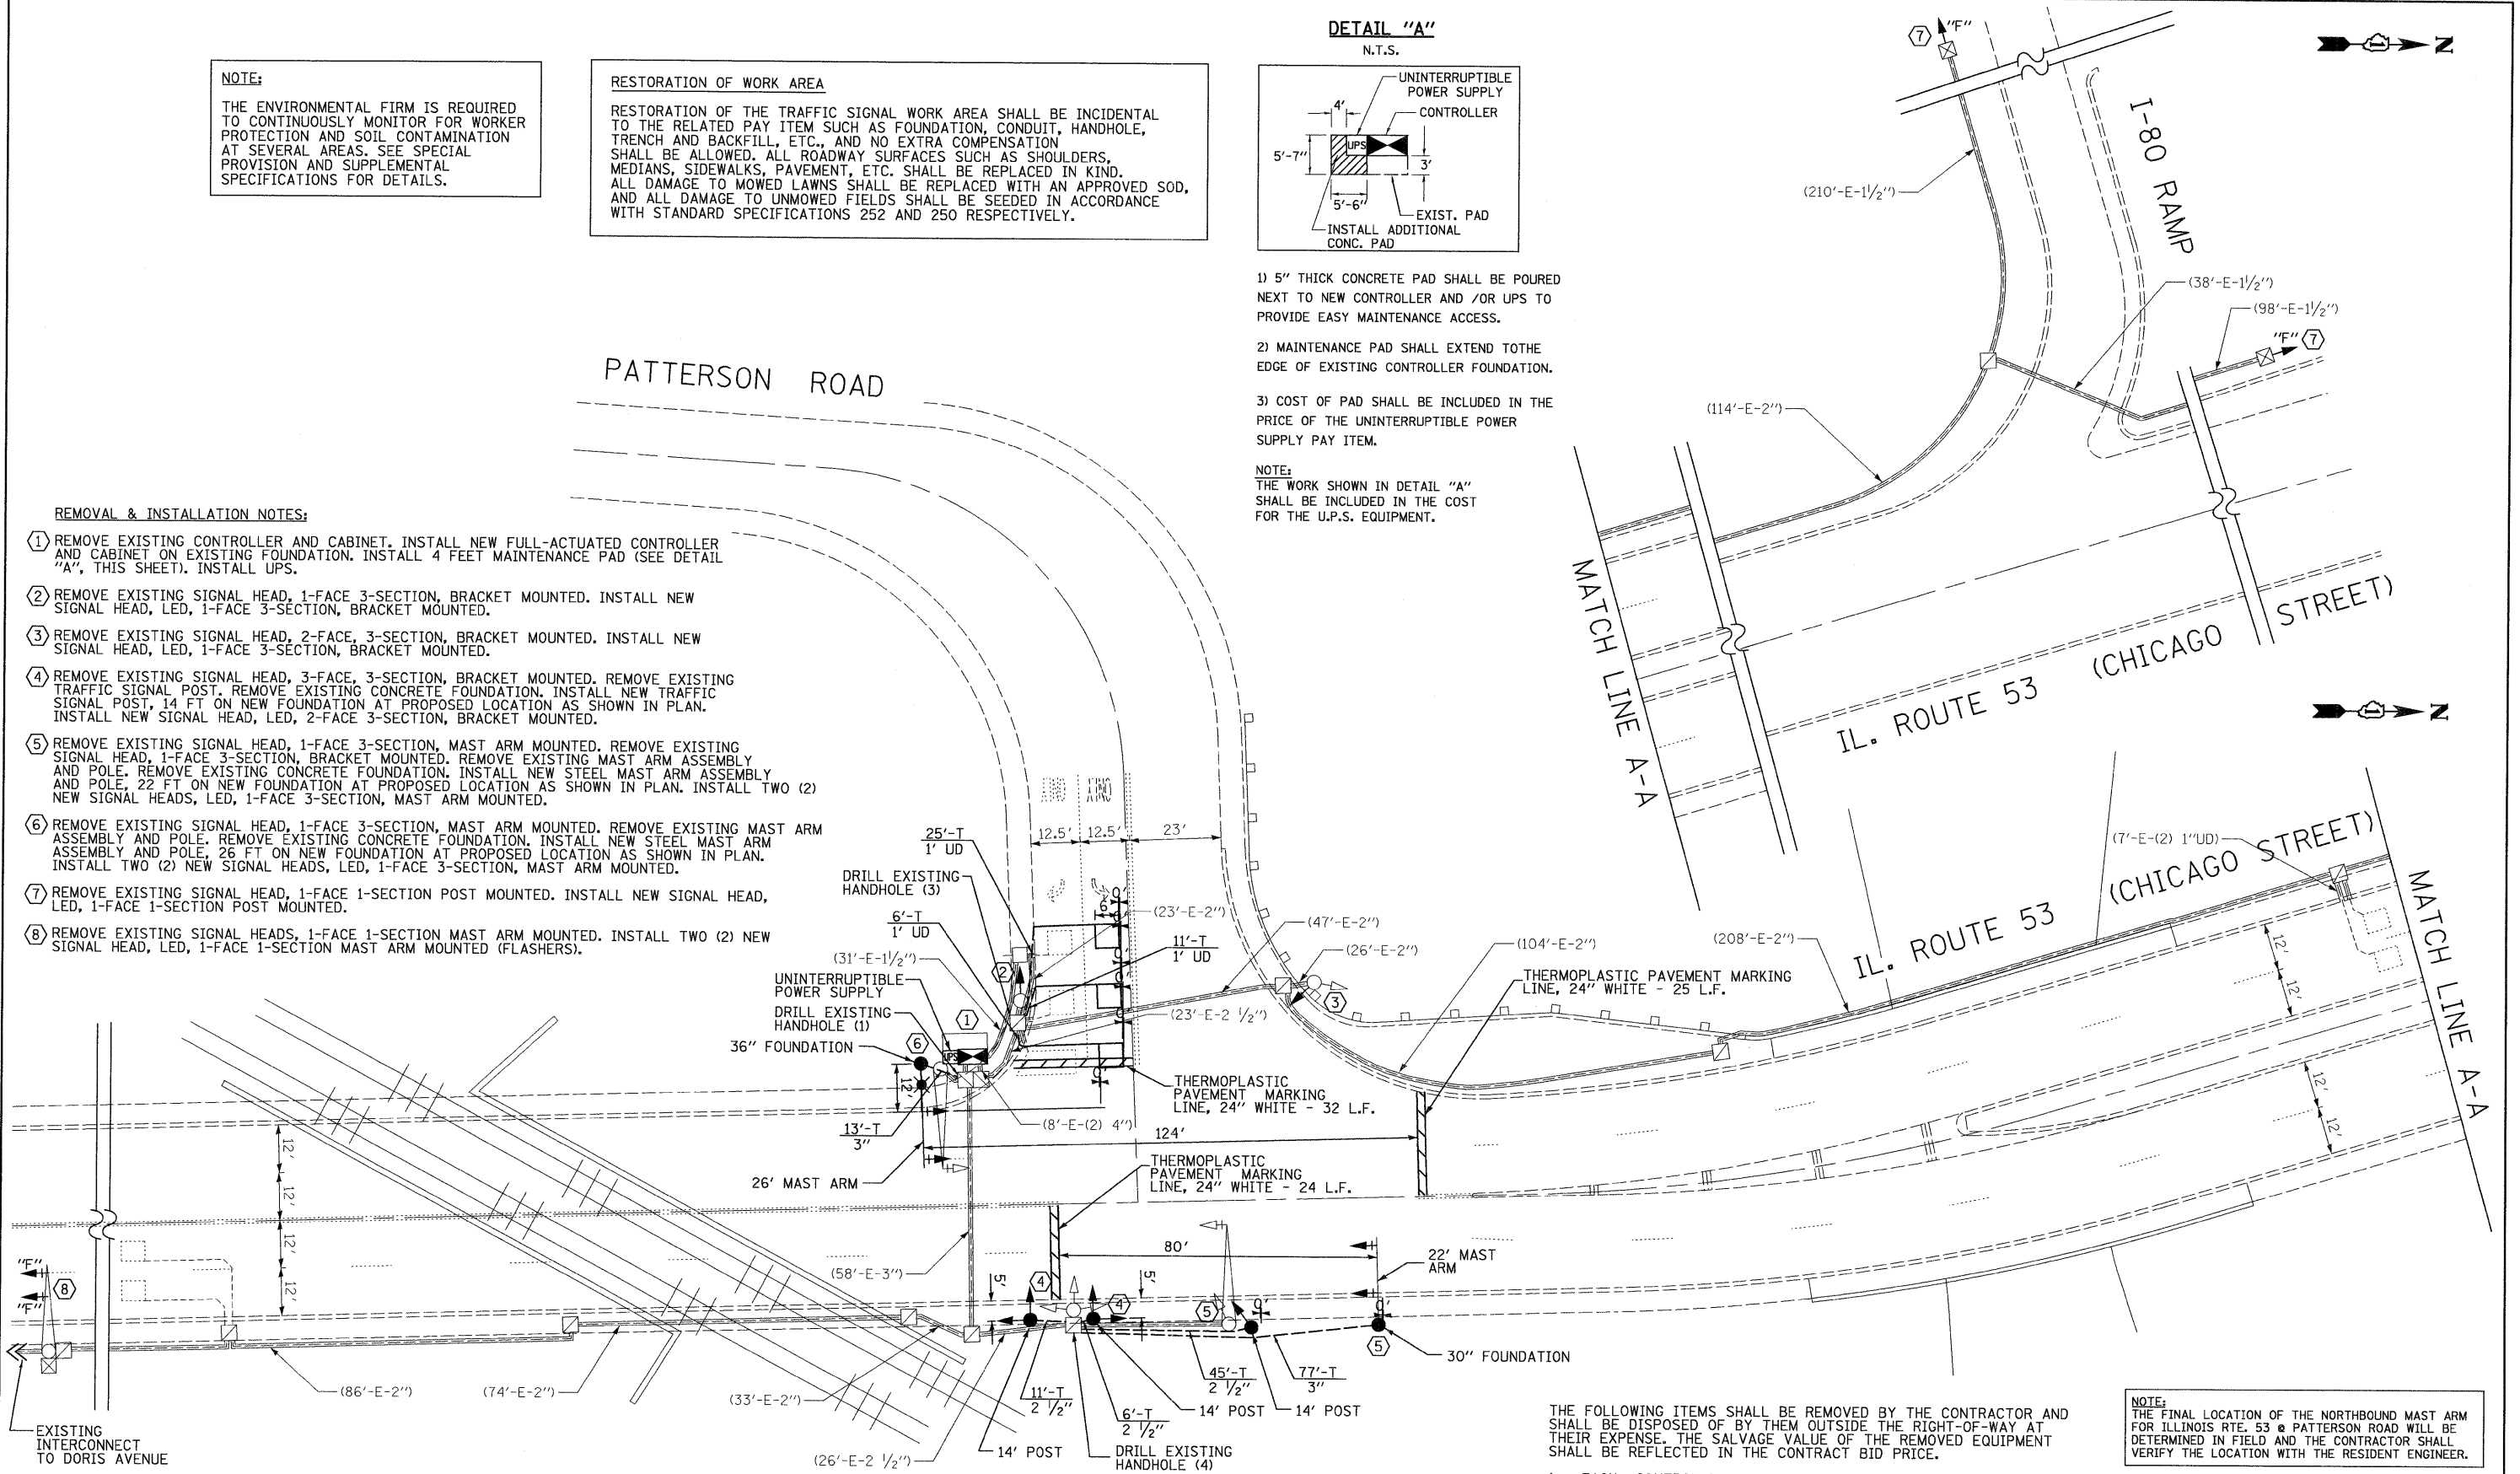 NOTE:
THE ENVIRONMENTAL FIRM IS REQUIRED
TO CONTINUOUSLY MONITOR FOR WORKER
PROTECTION AND SOIL CONTAMINATION
AT SEVERAL AREAS. SEE SPECIAL
PROVISION AND SUPPLEMENTAL
SPECIFICATIONS FOR DETAILS.
RESTORATION OF WORK AREA
RESTORATION OF THE TRAFFIC SIGNAL WORK AREA SHALL BE INCIDENTAL
TO THE RELATED PAY ITEM SUCH AS FOUNDATION, CONDUIT, HANDHOLE,
TRENCH AND BACKFILL, ETC., AND NO EXTRA COMPENSATION
SHALL BE ALLOWED. ALL ROADWAY SURFACES SUCH AS SHOULDERS,
MEDIANS, SIDEWALKS, PAVEMENT, ETC. SHALL BE REPLACED IN KIND.
ALL DAMAGE TO MOWED LAWNS SHALL BE REPLACED WITH AN APPROVED SOD,
AND ALL DAMAGE TO UNMOWED FIELDS SHALL BE SEEDED IN ACCORDANCE
WITH STANDARD SPECIFICATIONS 252 AND 250 RESPECTIVELY.
DETAIL "A"
N.T.S.
UNINTERRUPTIBLE
POWER SUPPLY
4'
CONTROLLER
UPS
5'-7"
3'
5'-6"
EXIST. PAD
INSTALL ADDITIONAL
CONC. PAD
1) 5" THICK CONCRETE PAD SHALL BE POURED
NEXT TO NEW CONTROLLER AND /OR UPS TO
PROVIDE EASY MAINTENANCE ACCESS.
2) MAINTENANCE PAD SHALL EXTEND TOTHE
EDGE OF EXISTING CONTROLLER FOUNDATION.
3) COST OF PAD SHALL BE INCLUDED IN THE
PRICE OF THE UNINTERRUPTIBLE POWER
SUPPLY PAY ITEM.
NOTE:
THE WORK SHOWN IN DETAIL "A"
SHALL BE INCLUDED IN THE COST
FOR THE U.P.S. EQUIPMENT.
7
"F"
N
I-80 RAMP
(210'-E-1½")
(38'-E-1½")
(98'-E-1½")
"F"
7
(114'-E-2")
MATCH LINE A-A
IL. ROUTE 53 (CHICAGO STREET)
N
PATTERSON ROAD
REMOVAL & INSTALLATION NOTES:
1 REMOVE EXISTING CONTROLLER AND CABINET. INSTALL NEW FULL-ACTUATED CONTROLLER
AND CABINET ON EXISTING FOUNDATION. INSTALL 4 FEET MAINTENANCE PAD (SEE DETAIL
"A", THIS SHEET). INSTALL UPS.
2 REMOVE EXISTING SIGNAL HEAD, 1-FACE 3-SECTION, BRACKET MOUNTED. INSTALL NEW
SIGNAL HEAD, LED, 1-FACE 3-SECTION, BRACKET MOUNTED.
3 REMOVE EXISTING SIGNAL HEAD, 2-FACE, 3-SECTION, BRACKET MOUNTED. INSTALL NEW
SIGNAL HEAD, LED, 1-FACE 3-SECTION, BRACKET MOUNTED.
4 REMOVE EXISTING SIGNAL HEAD, 3-FACE, 3-SECTION, BRACKET MOUNTED. REMOVE EXISTING
TRAFFIC SIGNAL POST. REMOVE EXISTING CONCRETE FOUNDATION. INSTALL NEW TRAFFIC
SIGNAL POST, 14 FT ON NEW FOUNDATION AT PROPOSED LOCATION AS SHOWN IN PLAN.
INSTALL NEW SIGNAL HEAD, LED, 2-FACE 3-SECTION, BRACKET MOUNTED.
5 REMOVE EXISTING SIGNAL HEAD, 1-FACE 3-SECTION, MAST ARM MOUNTED. REMOVE EXISTING
SIGNAL HEAD, 1-FACE 3-SECTION, BRACKET MOUNTED. REMOVE EXISTING MAST ARM ASSEMBLY
AND POLE. REMOVE EXISTING CONCRETE FOUNDATION. INSTALL NEW STEEL MAST ARM ASSEMBLY
AND POLE, 22 FT ON NEW FOUNDATION AT PROPOSED LOCATION AS SHOWN IN PLAN. INSTALL TWO (2)
NEW SIGNAL HEADS, LED, 1-FACE 3-SECTION, MAST ARM MOUNTED.
6 REMOVE EXISTING SIGNAL HEAD, 1-FACE 3-SECTION, MAST ARM MOUNTED. REMOVE EXISTING MAST ARM
ASSEMBLY AND POLE. REMOVE EXISTING CONCRETE FOUNDATION. INSTALL NEW STEEL MAST ARM
ASSEMBLY AND POLE, 26 FT ON NEW FOUNDATION AT PROPOSED LOCATION AS SHOWN IN PLAN.
INSTALL TWO (2) NEW SIGNAL HEADS, LED, 1-FACE 3-SECTION, MAST ARM MOUNTED.
7 REMOVE EXISTING SIGNAL HEAD, 1-FACE 1-SECTION POST MOUNTED. INSTALL NEW SIGNAL HEAD,
LED, 1-FACE 1-SECTION POST MOUNTED.
8 REMOVE EXISTING SIGNAL HEADS, 1-FACE 1-SECTION MAST ARM MOUNTED. INSTALL TWO (2) NEW
SIGNAL HEAD, LED, 1-FACE 1-SECTION MAST ARM MOUNTED (FLASHERS).
12.5' 12.5' 23'
25'-T
1' UD
DRILL EXISTING
HANDHOLE (3)
6'-T
1' UD
(31'-E-1½")
UNINTERRUPTIBLE
POWER SUPPLY
DRILL EXISTING
HANDHOLE (1)
36" FOUNDATION
6
1
2
UPS
12'
6'
(23'-E-2")
11'-T
1' UD
(47'-E-2")
(26'-E-2")
3
(23'-E-2 ½")
(104'-E-2")
(208'-E-2")
THERMOPLASTIC PAVEMENT MARKING
LINE, 24" WHITE - 25 L.F.
IL. ROUTE 53 (CHICAGO STREET)
(7'-E-(2) 1"UD)
MATCH LINE A-A
12'
12'
12'
12'
THERMOPLASTIC
PAVEMENT MARKING
LINE, 24" WHITE - 32 L.F.
(8'-E-(2) 4")
13'-T
3"
124'
26' MAST ARM
THERMOPLASTIC
PAVEMENT MARKING
LINE, 24" WHITE - 24 L.F.
12'
12'
12'
12'
(58'-E-3")
80'
22' MAST
ARM
5'
4
5'
4
5
0'
0'
5
"F"
8
"F"
30" FOUNDATION
(86'-E-2")
(74'-E-2")
(33'-E-2")
(26'-E-2 ½")
11'-T
2 ½"
14' POST
6'-T
2 ½"
DRILL EXISTING
HANDHOLE (4)
14' POST
45'-T
2 ½"
14' POST
77'-T
3"
EXISTING
INTERCONNECT
TO DORIS AVENUE
THE FOLLOWING ITEMS SHALL BE REMOVED BY THE CONTRACTOR AND
SHALL BE DISPOSED OF BY THEM OUTSIDE THE RIGHT-OF-WAY AT
THEIR EXPENSE. THE SALVAGE VALUE OF THE REMOVED EQUIPMENT
SHALL BE REFLECTED IN THE CONTRACT BID PRICE.
NOTE:
THE FINAL LOCATION OF THE NORTHBOUND MAST ARM
FOR ILLINOIS RTE. 53 @ PATTERSON ROAD WILL BE
DETERMINED IN FIELD AND THE CONTRACTOR SHALL
VERIFY THE LOCATION WITH THE RESIDENT ENGINEER.